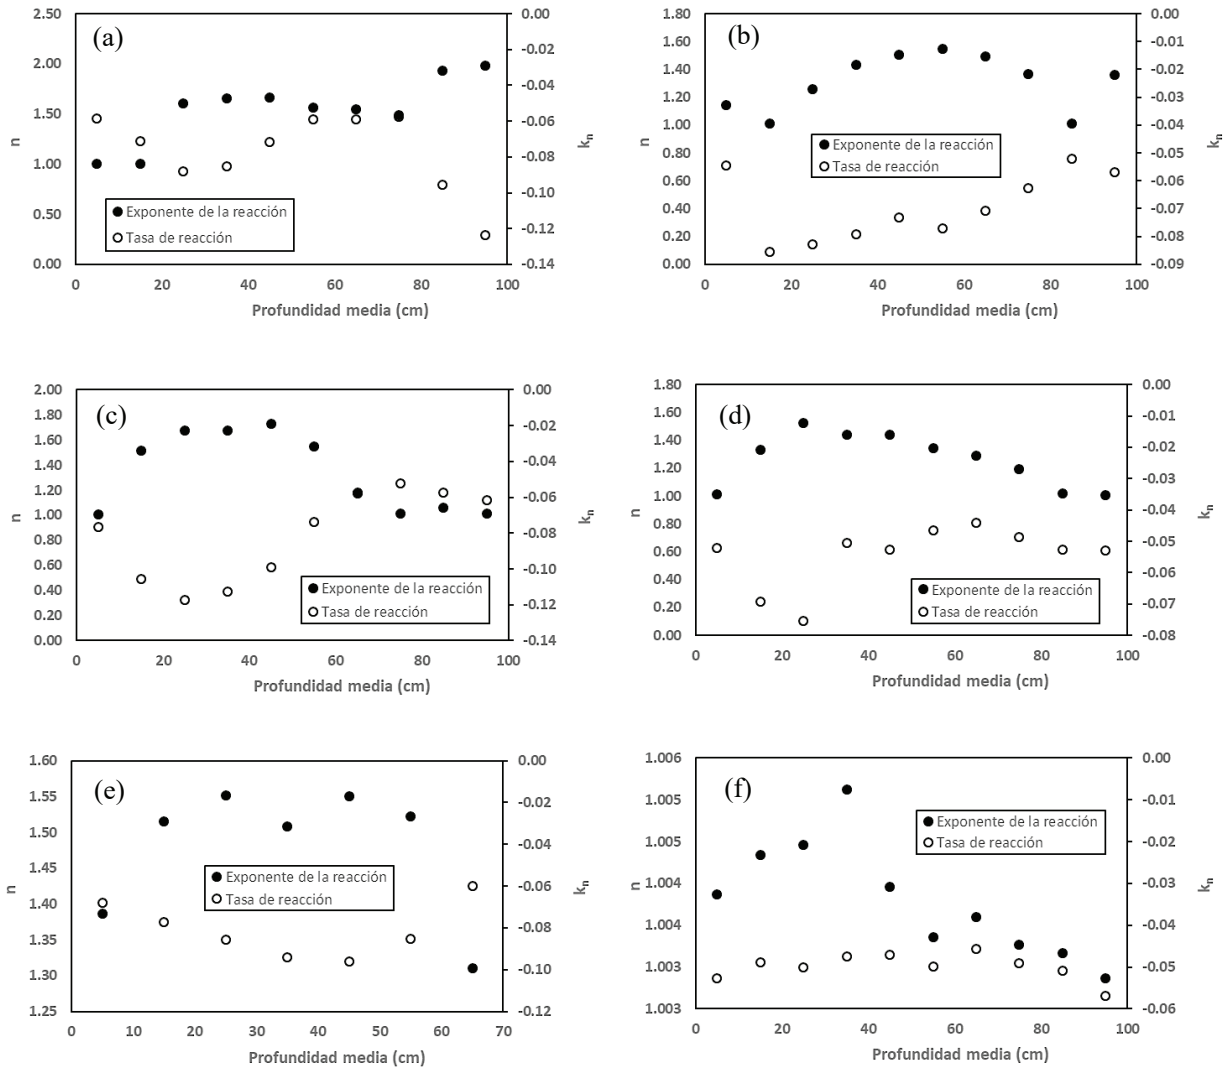 (a)
2.50
2.00
1.50
1.00
0.50
0.00
n
0.00
-0.02
-0.04
-0.06
-0.08
-0.10
-0.12
-0.14
kn
Exponente de la reacción
Tasa de reacción
0 20 40 60 80 100
Profundidad media (cm)
(b)
1.80
1.60
1.40
1.20
1.00
0.80
0.60
0.40
0.20
0.00
n
0.00
-0.01
-0.02
-0.03
-0.04
-0.05
-0.06
-0.07
-0.08
-0.09
kn
Exponente de la reacción
Tasa de reacción
0 20 40 60 80 100
Profundidad media (cm)
(c)
2.00
1.80
1.60
1.40
1.20
1.00
0.80
0.60
0.40
0.20
0.00
n
0.00
-0.02
-0.04
-0.06
-0.08
-0.10
-0.12
-0.14
kn
Exponente de la reacción
Tasa de reacción
0 20 40 60 80 100
Profundidad media (cm)
(d)
1.80
1.60
1.40
1.20
1.00
0.80
0.60
0.40
0.20
0.00
n
0.00
-0.01
-0.02
-0.03
-0.04
-0.05
-0.06
-0.07
-0.08
kn
Exponente de la reacción
Tasa de reacción
0 20 40 60 80 100
Profundidad media (cm)
(e)
1.60
1.55
1.50
1.45
1.40
1.35
1.30
1.25
n
0.00
-0.02
-0.04
-0.06
-0.08
-0.10
-0.12
kn
Exponente de la reacción
Tasa de reacción
0 10 20 30 40 50 60 70
Profundidad media (cm)
(f)
1.006
1.005
1.005
1.004
1.004
1.003
1.003
n
0.00
-0.01
-0.02
-0.03
-0.04
-0.05
-0.06
kn
Exponente de la reacción
Tasa de reacción
0 20 40 60 80 100
Profundidad media (cm)